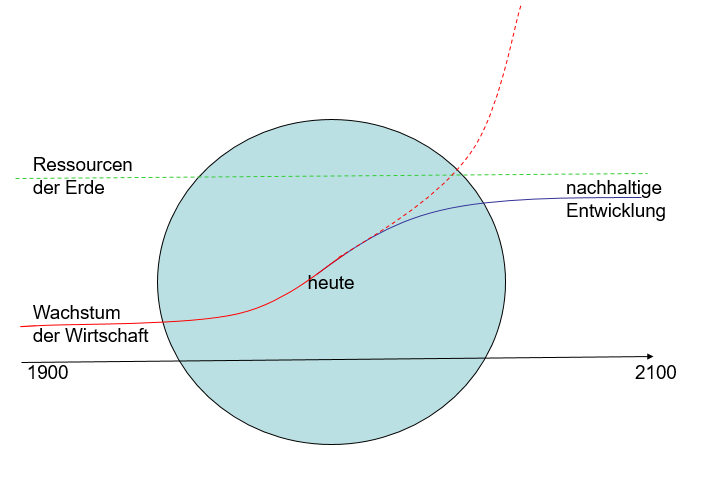 Ressourcen
der Erde
nachhaltige
Entwicklung
heute
Wachstum
der Wirtschaft
1900
2100